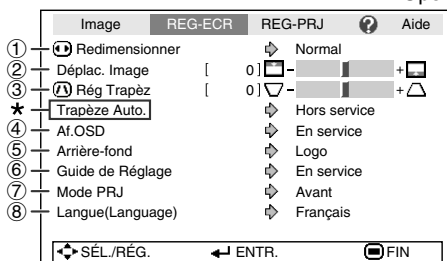 Image REG-ECR REG-PRJ ? Aide
① Redimensionner Normal
② Déplac. Image [ 0 ] - +
③ Rég Trapèz [ 0 ] - +
* Trapèze Auto. Hors service
④ Af.OSD En service
⑤ Arrière-fond Logo
⑥ Guide de Réglage En service
⑦ Mode PRJ Avant
⑧ Langue(Language) Français
SÉL./RÉG. ENTR. FIN